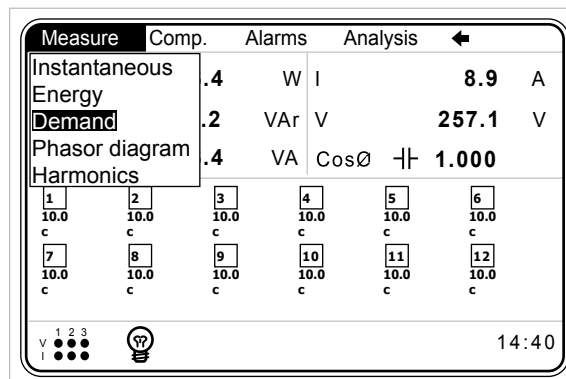 Measure Comp. Alarms Analysis
Instantaneous
Energy
Demand
Phasor diagram
Harmonics
.4 W I 8.9 A
.2 VAr V 257.1 V
.4 VA CosØ 1.000
1 2 3 4 5 6
10.0 10.0 10.0 10.0 10.0 10.0
c c c c c c
7 8 9 10 11 12
10.0 10.0 10.0 10.0 10.0 10.0
c c c c c c
1 2 3
V
I
14:40